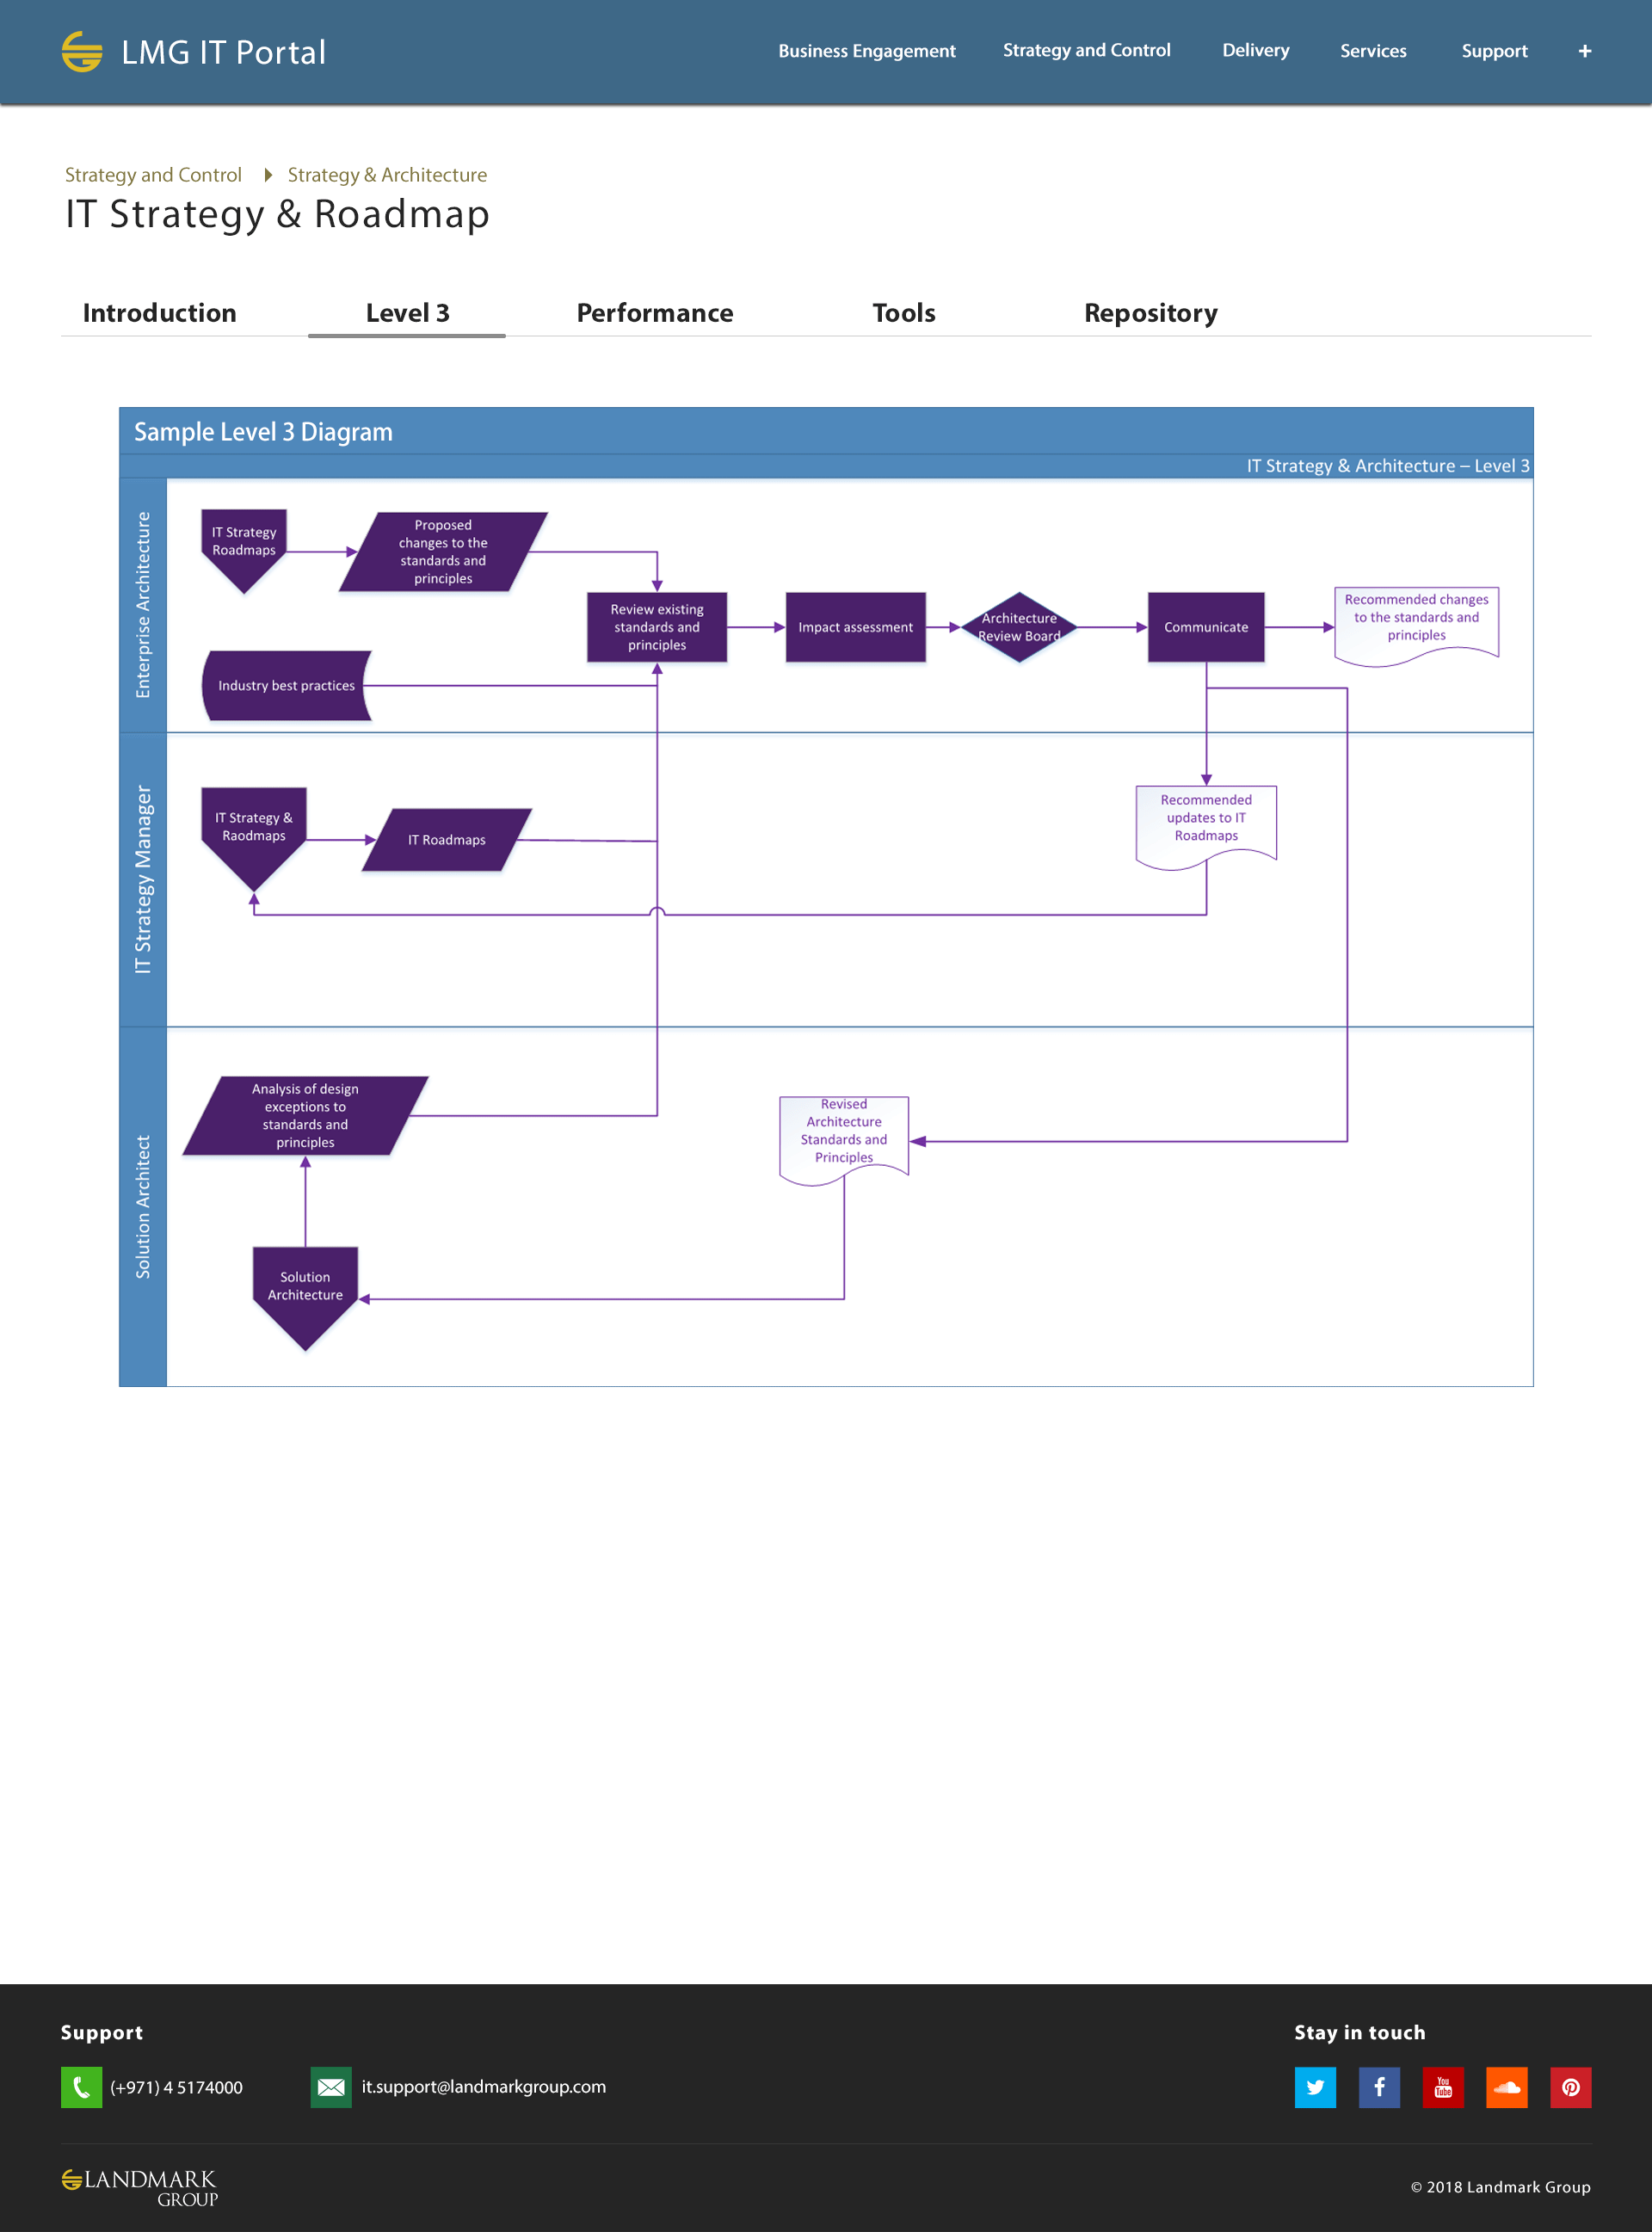 LMG IT Portal
Business Engagement
Strategy and Control
Delivery
Services
Support
+
Strategy and Control
Strategy & Architecture
IT Strategy & Roadmap
Introduction
Level 3
Performance
Tools
Repository
Sample Level 3 Diagram
IT Strategy & Architecture – Level 3
Enterprise Architecture
IT Strategy
Roadmaps
Proposed
changes to the
standards and
principles
Review existing
standards and
principles
Impact assessment
Architecture
Review Board
Communicate
Recommended changes
to the standards and
principles
Industry best practices
IT Strategy Manager
IT Strategy &
Raodmaps
IT Roadmaps
Recommended
updates to IT
Roadmaps
Solution Architect
Analysis of design
exceptions to
standards and
principles
Revised
Architecture
Standards and
Principles
Solution
Architecture
Support
Stay in touch
(+971) 4 5174000
it.support@landmarkgroup.com
You
Tube
LANDMARK
GROUP
© 2018 Landmark Group